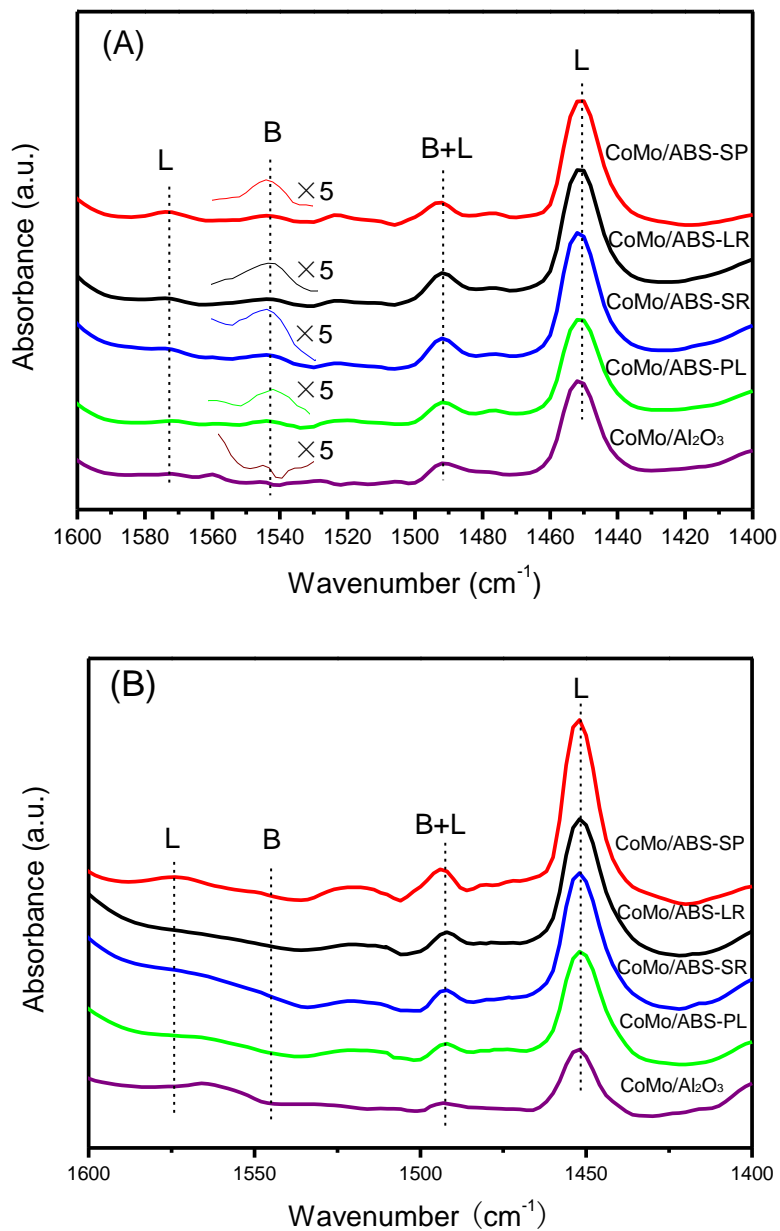 (A)
L
B
B+L
L
×5
×5
×5
×5
×5
CoMo/ABS-SP
CoMo/ABS-LR
CoMo/ABS-SR
CoMo/ABS-PL
CoMo/Al₂O₃
Absorbance (a.u.)
1600 1580 1560 1540 1520 1500 1480 1460 1440 1420 1400
Wavenumber (cm⁻¹)
(B)
L
B
B+L
L
CoMo/ABS-SP
CoMo/ABS-LR
CoMo/ABS-SR
CoMo/ABS-PL
CoMo/Al₂O₃
Absorbance (a.u.)
1600 1550 1500 1450 1400
Wavenumber（cm⁻¹)